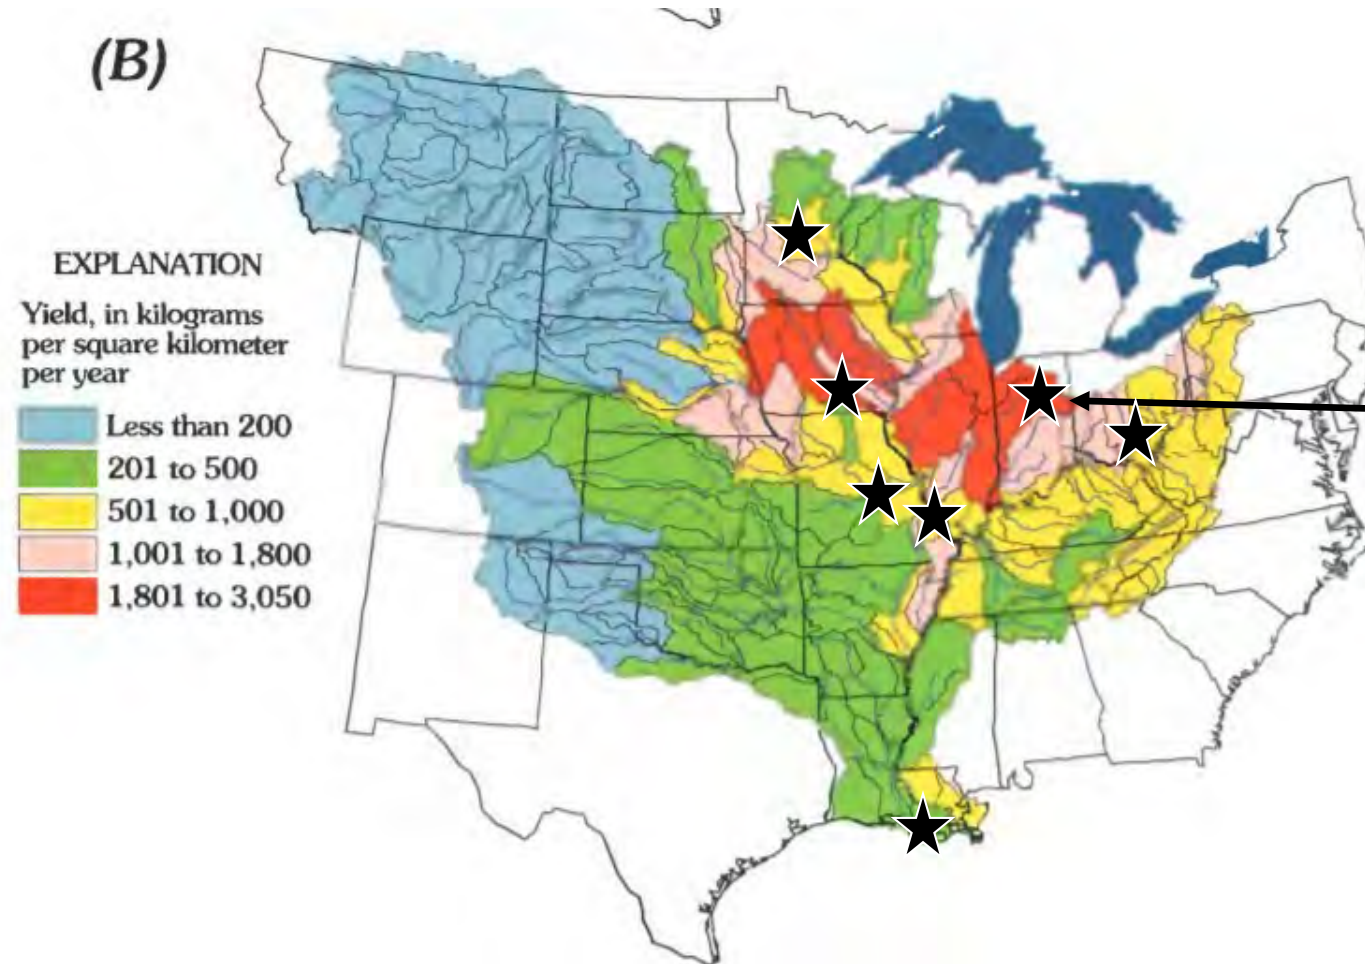 (B)
EXPLANATION
Yield, in kilograms
per square kilometer
per year
Less than 200
201 to 500
501 to 1,000
1,001 to 1,800
1,801 to 3,050